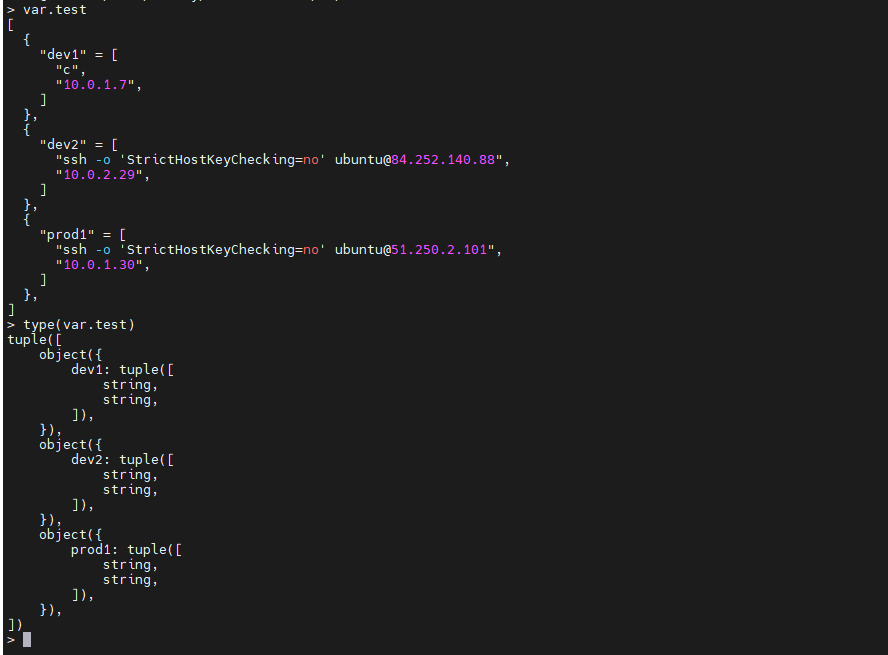 > var.test
[
  {
    "dev1" = [
      "c",
      "10.0.1.7",
    ]
  },
  {
    "dev2" = [
      "ssh -o 'StrictHostKeyChecking=no' ubuntu@84.252.140.88",
      "10.0.2.29",
    ]
  },
  {
    "prod1" = [
      "ssh -o 'StrictHostKeyChecking=no' ubuntu@51.250.2.101",
      "10.0.1.30",
    ]
  },
]
> type(var.test)
tuple([
    object({
        dev1: tuple([
            string,
            string,
        ]),
    }),
    object({
        dev2: tuple([
            string,
            string,
        ]),
    }),
    object({
        prod1: tuple([
            string,
            string,
        ]),
    }),
])
>